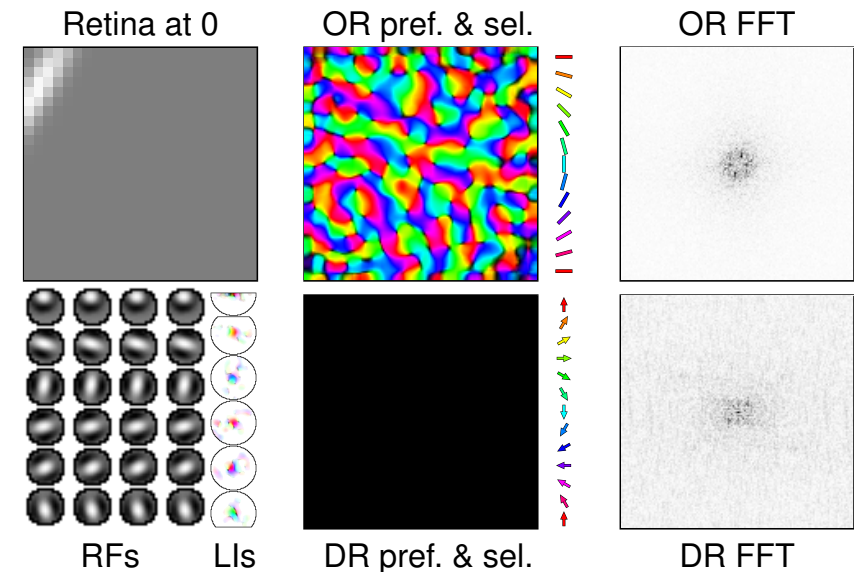 Retina at 0
OR pref. & sel.
OR FFT
RFs
LIs
DR pref. & sel.
DR FFT